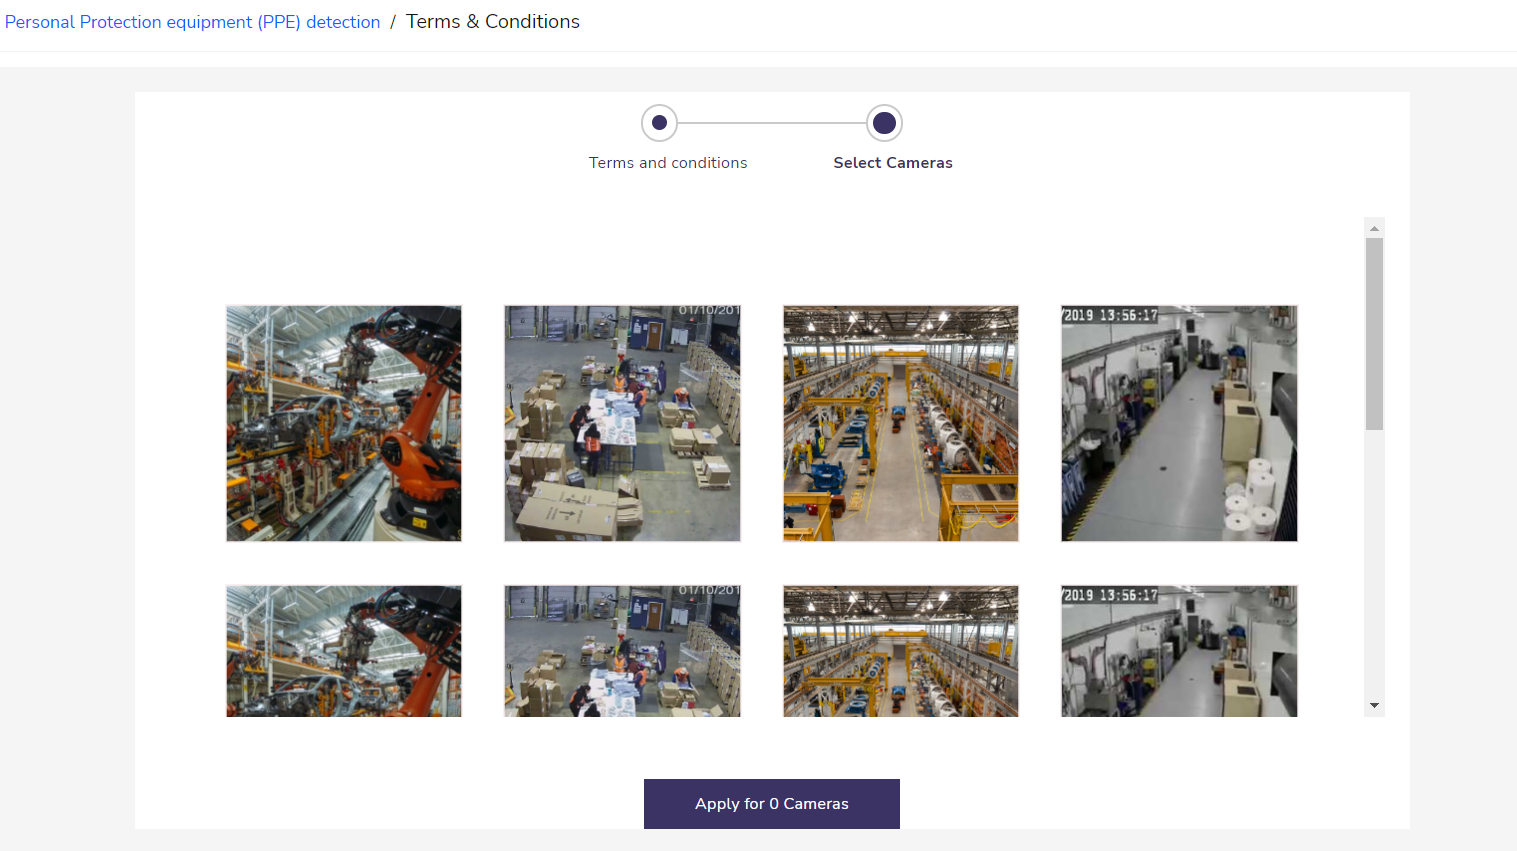 Personal Protection equipment (PPE) detection / Terms & Conditions
Terms and conditions
Select Cameras
01/10/201
/2019 13:56:17
01/10/201
/2019 13:56:17
Apply for 0 Cameras